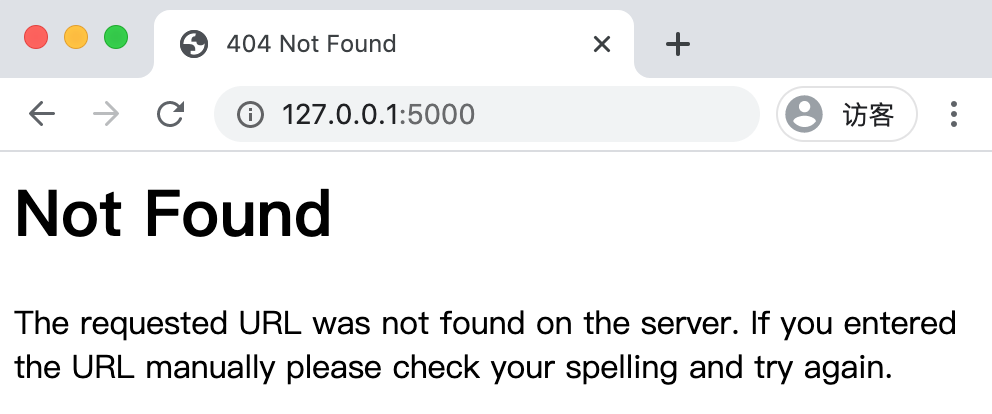 404 Not Found
127.0.0.1:5000
访客
Not Found
The requested URL was not found on the server. If you entered
the URL manually please check your spelling and try again.